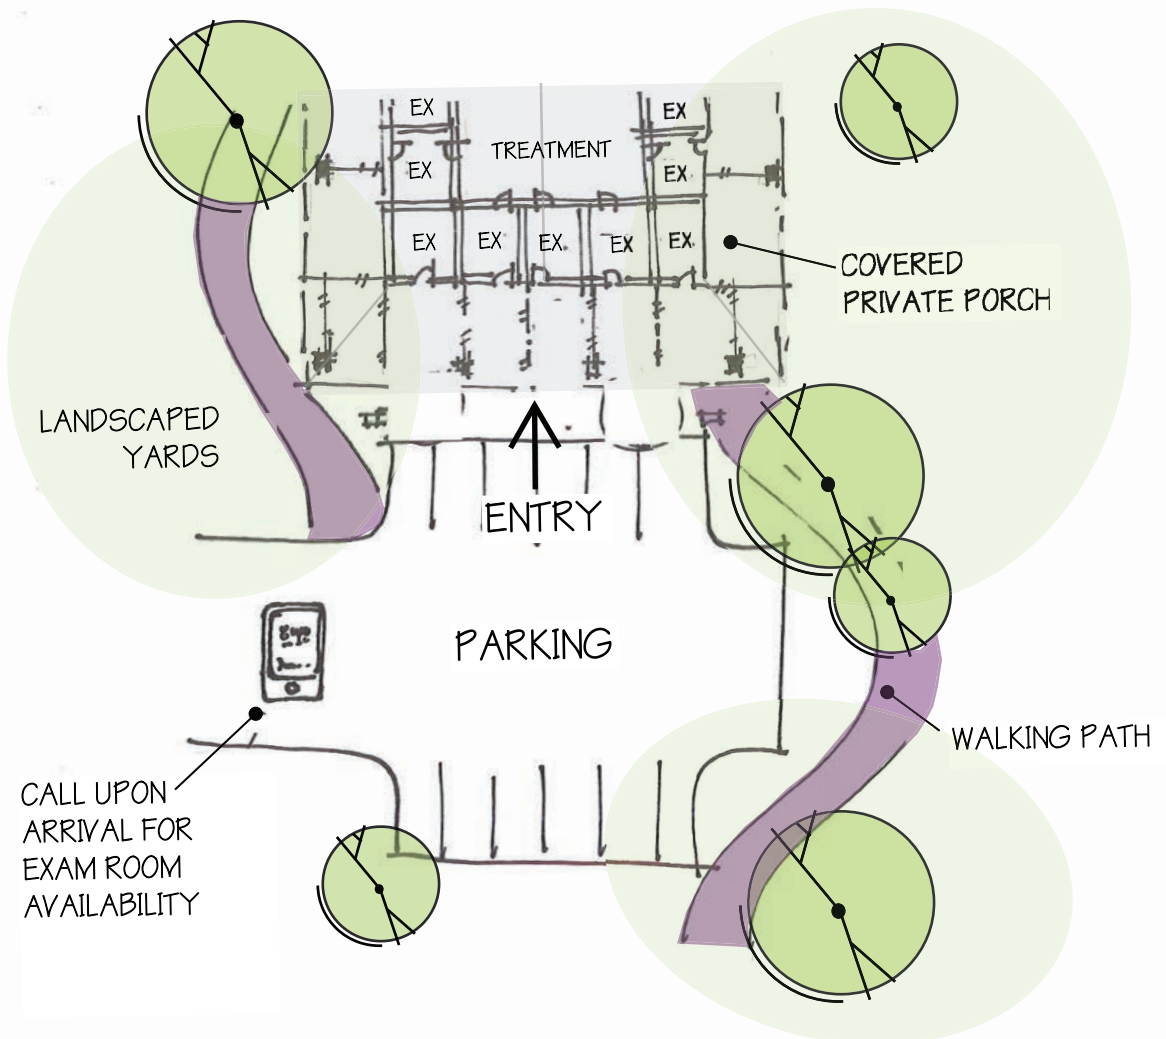 EX
EX
TREATMENT
EX
EX
EX
EX
EX
EX
EX
COVERED
PRIVATE PORCH
LANDSCAPED
YARDS
ENTRY
PARKING
WALKING PATH
CALL UPON
ARRIVAL FOR
EXAM ROOM
AVAILABILITY